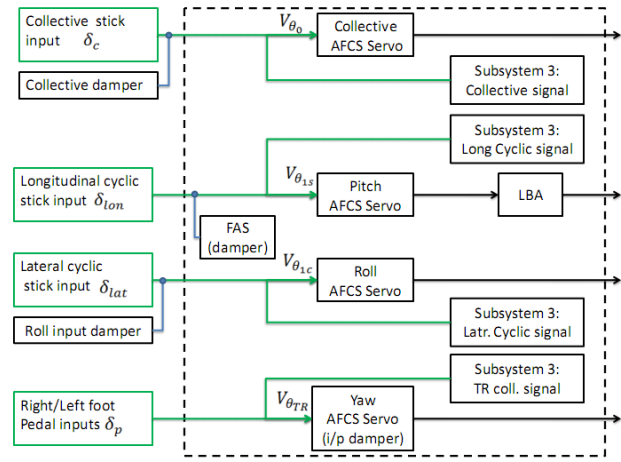 Collective stick
input δc
Vθ0
Collective
AFCS Servo
Collective damper
Subsystem 3:
Collective signal
Subsystem 3:
Long Cyclic signal
Longitudinal cyclic
stick input δlon
Vθ1s
Pitch
AFCS Servo
LBA
FAS
(damper)
Lateral cyclic
stick input δlat
Vθ1c
Roll
AFCS Servo
Roll input damper
Subsystem 3:
Latr. Cyclic signal
Subsystem 3:
TR coll. signal
Right/Left foot
Pedal inputs δp
VθTR
Yaw
AFCS Servo
(i/p damper)